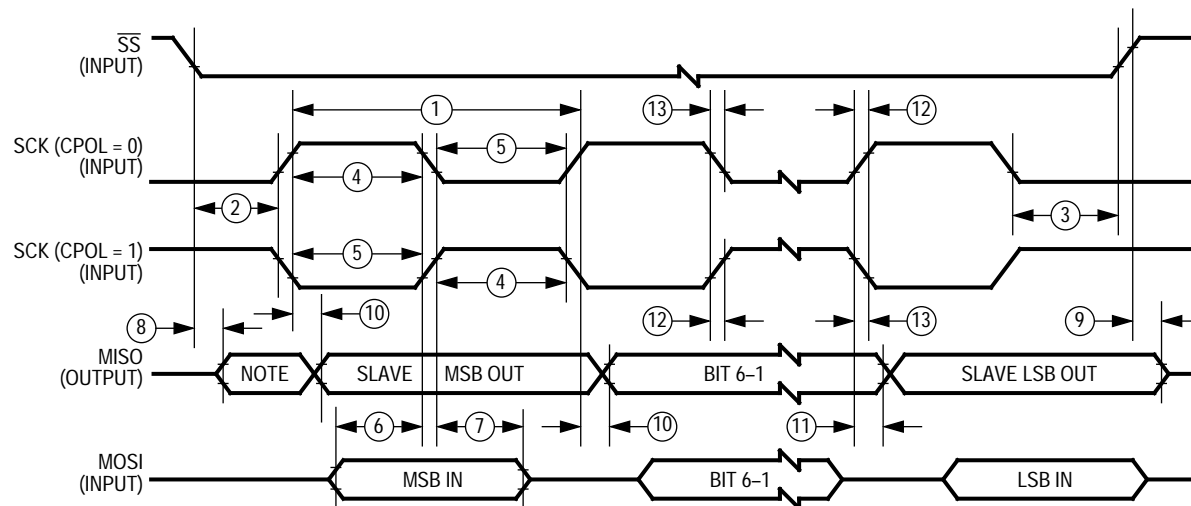 SS
(INPUT)
1
13
12
SCK (CPOL = 0)
(INPUT)
5
4
2
3
SCK (CPOL = 1)
(INPUT)
5
4
8
10
12
13
9
MISO
(OUTPUT)
NOTE
SLAVE MSB OUT
BIT 6–1
SLAVE LSB OUT
6
7
10
11
MOSI
(INPUT)
MSB IN
BIT 6–1
LSB IN